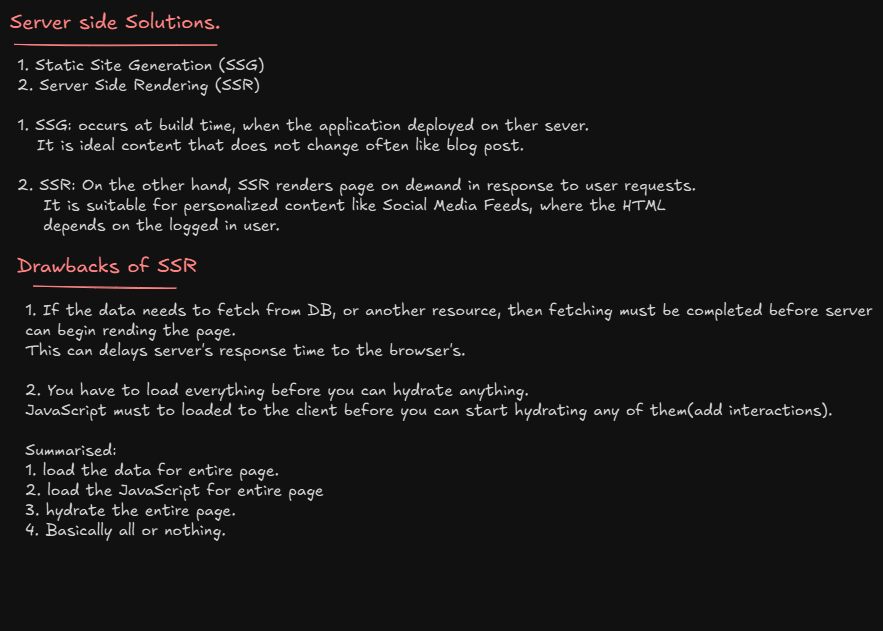 Server side Solutions.
1. Static Site Generation (SSG)
2. Server Side Rendering (SSR)
1. SSG: occurs at build time, when the application deployed on ther sever.
It is ideal content that does not change often like blog post.
2. SSR: On the other hand, SSR renders page on demand in response to user requests.
It is suitable for personalized content like Social Media Feeds, where the HTML
depends on the logged in user.
Drawbacks of SSR
1. If the data needs to fetch from DB, or another resource, then fetching must be completed before server
can begin rending the page.
This can delays server's response time to the browser's.
2. You have to load everything before you can hydrate anything.
JavaScript must to loaded to the client before you can start hydrating any of them(add interactions).
Summarised:
1. load the data for entire page.
2. load the JavaScript for entire page
3. hydrate the entire page.
4. Basically all or nothing.